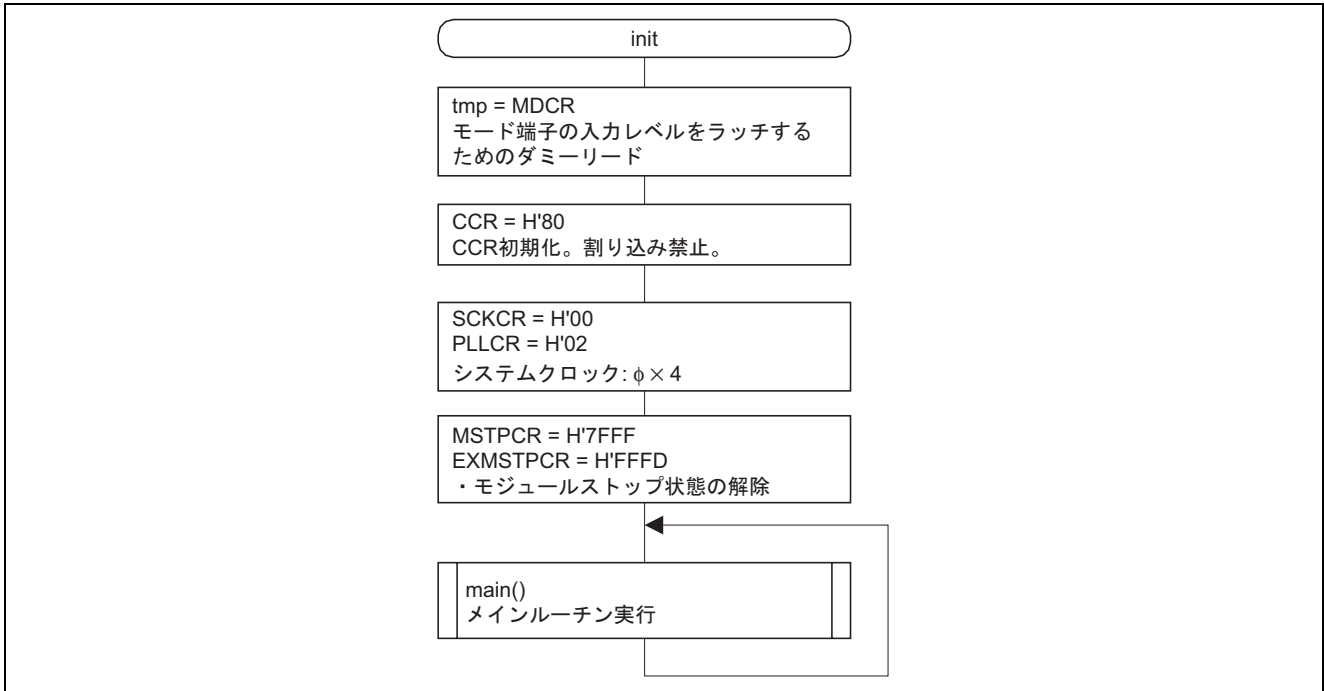 init
tmp = MDCR
モード端子の入力レベルをラッチする
ためのダミーリード
CCR = H'80
CCR初期化。割り込み禁止。
SCKCR = H'00
PLLCR = H'02
システムクロック: φ × 4
MSTPCR = H'7FFF
EXMSTPCR = H'FFFD
・モジュールストップ状態の解除
main()
メインルーチン実行